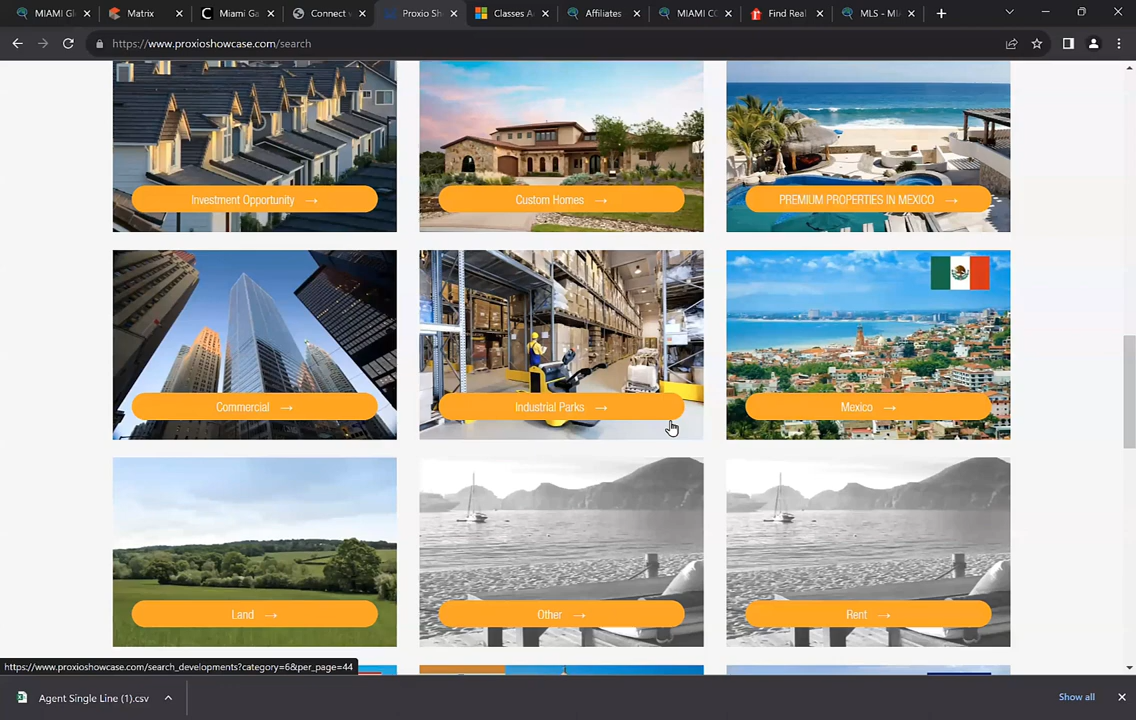 MIAMI Gl
Matrix
Miami Ga
Connect w
Proxio Sh
Classes A
Affiliates
MIAMI CO
Find Real
MLS - MI
https://www.proxioshowcase.com/search
Investment Opportunity →
Custom Homes →
PREMIUM PROPERTIES IN MEXICO →
Commercial →
Industrial Parks →
Mexico →
Land →
Other →
Rent →
https://www.proxioshowcase.com/search_developments?category=6&per_page=44
Agent Single Line (1).csv
Show all